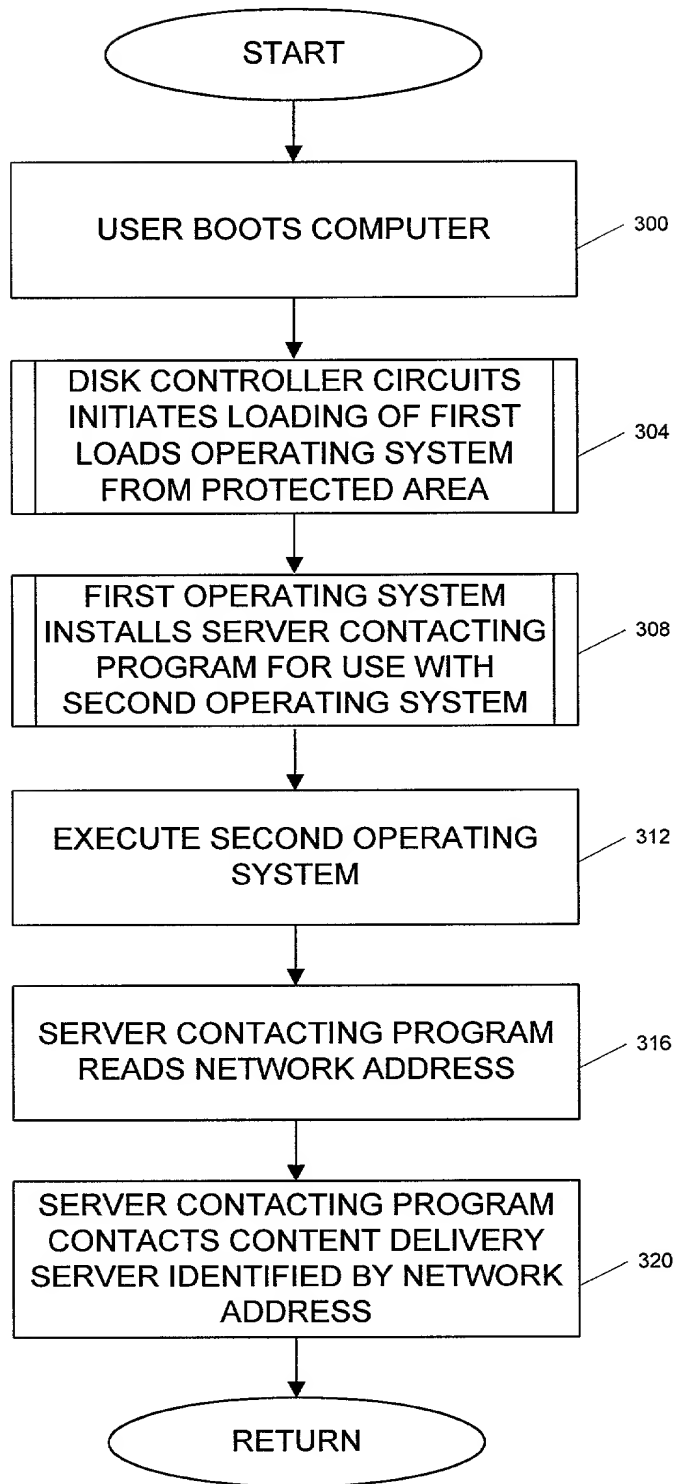 START
USER BOOTS COMPUTER
300
DISK CONTROLLER CIRCUITS
INITIATES LOADING OF FIRST
LOADS OPERATING SYSTEM
FROM PROTECTED AREA
304
FIRST OPERATING SYSTEM
INSTALLS SERVER CONTACTING
PROGRAM FOR USE WITH
SECOND OPERATING SYSTEM
308
EXECUTE SECOND OPERATING
SYSTEM
312
SERVER CONTACTING PROGRAM
READS NETWORK ADDRESS
316
SERVER CONTACTING PROGRAM
CONTACTS CONTENT DELIVERY
SERVER IDENTIFIED BY NETWORK
ADDRESS
320
RETURN